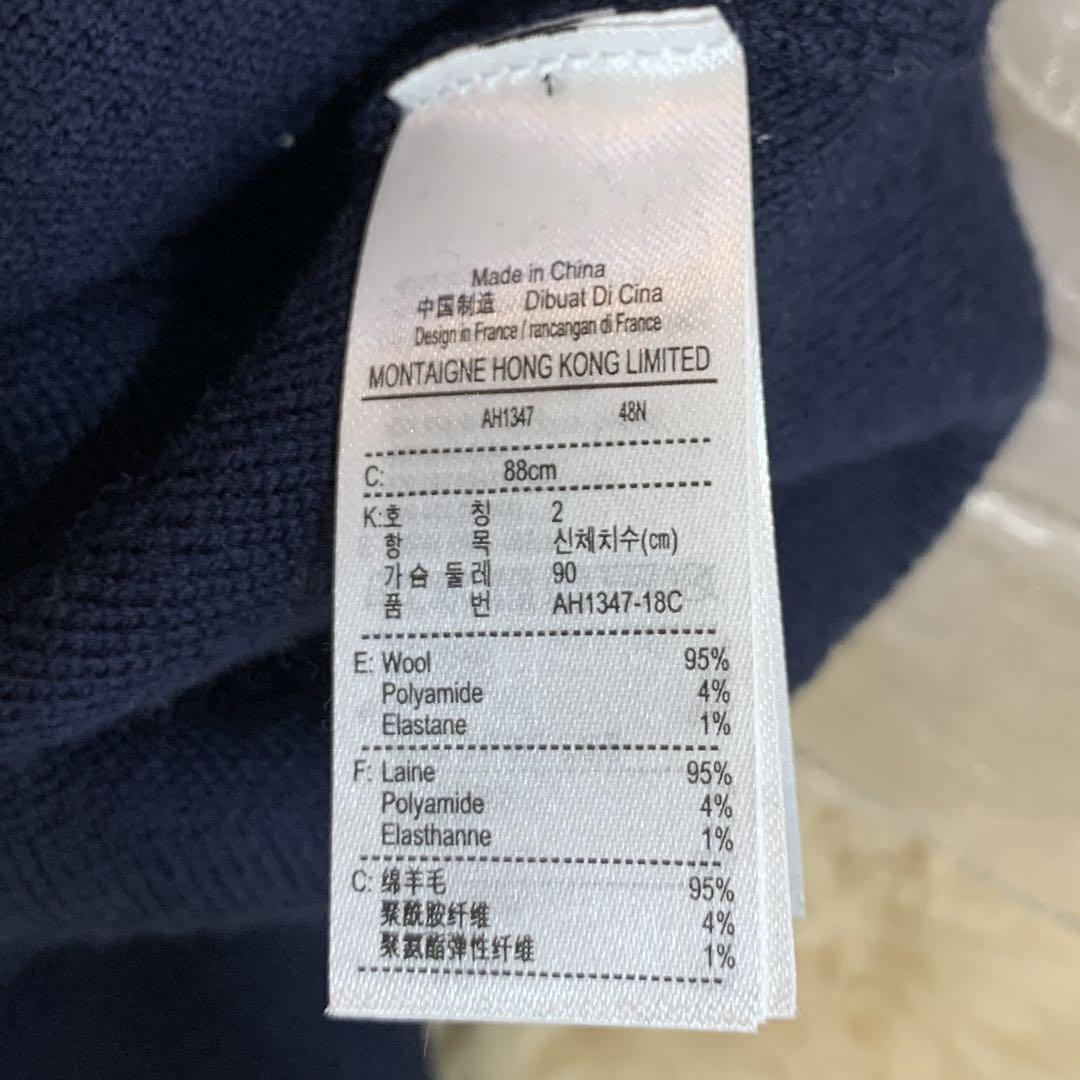 1
Made in China
中国制造 Dibuat Di Cina
Design in France / rancangan di France
MONTAIGNE HONG KONG LIMITED
AH1347 48N
C: 88cm
K:호 칭 2
항 목 신체치수(㎝)
가슴 둘레 90
품 번 AH1347-18C
E: Wool 95%
Polyamide 4%
Elastane 1%
F: Laine 95%
Polyamide 4%
Elasthanne 1%
C: 绵羊毛 95%
聚酰胺纤维 4%
聚氨酯弹性纤维 1%